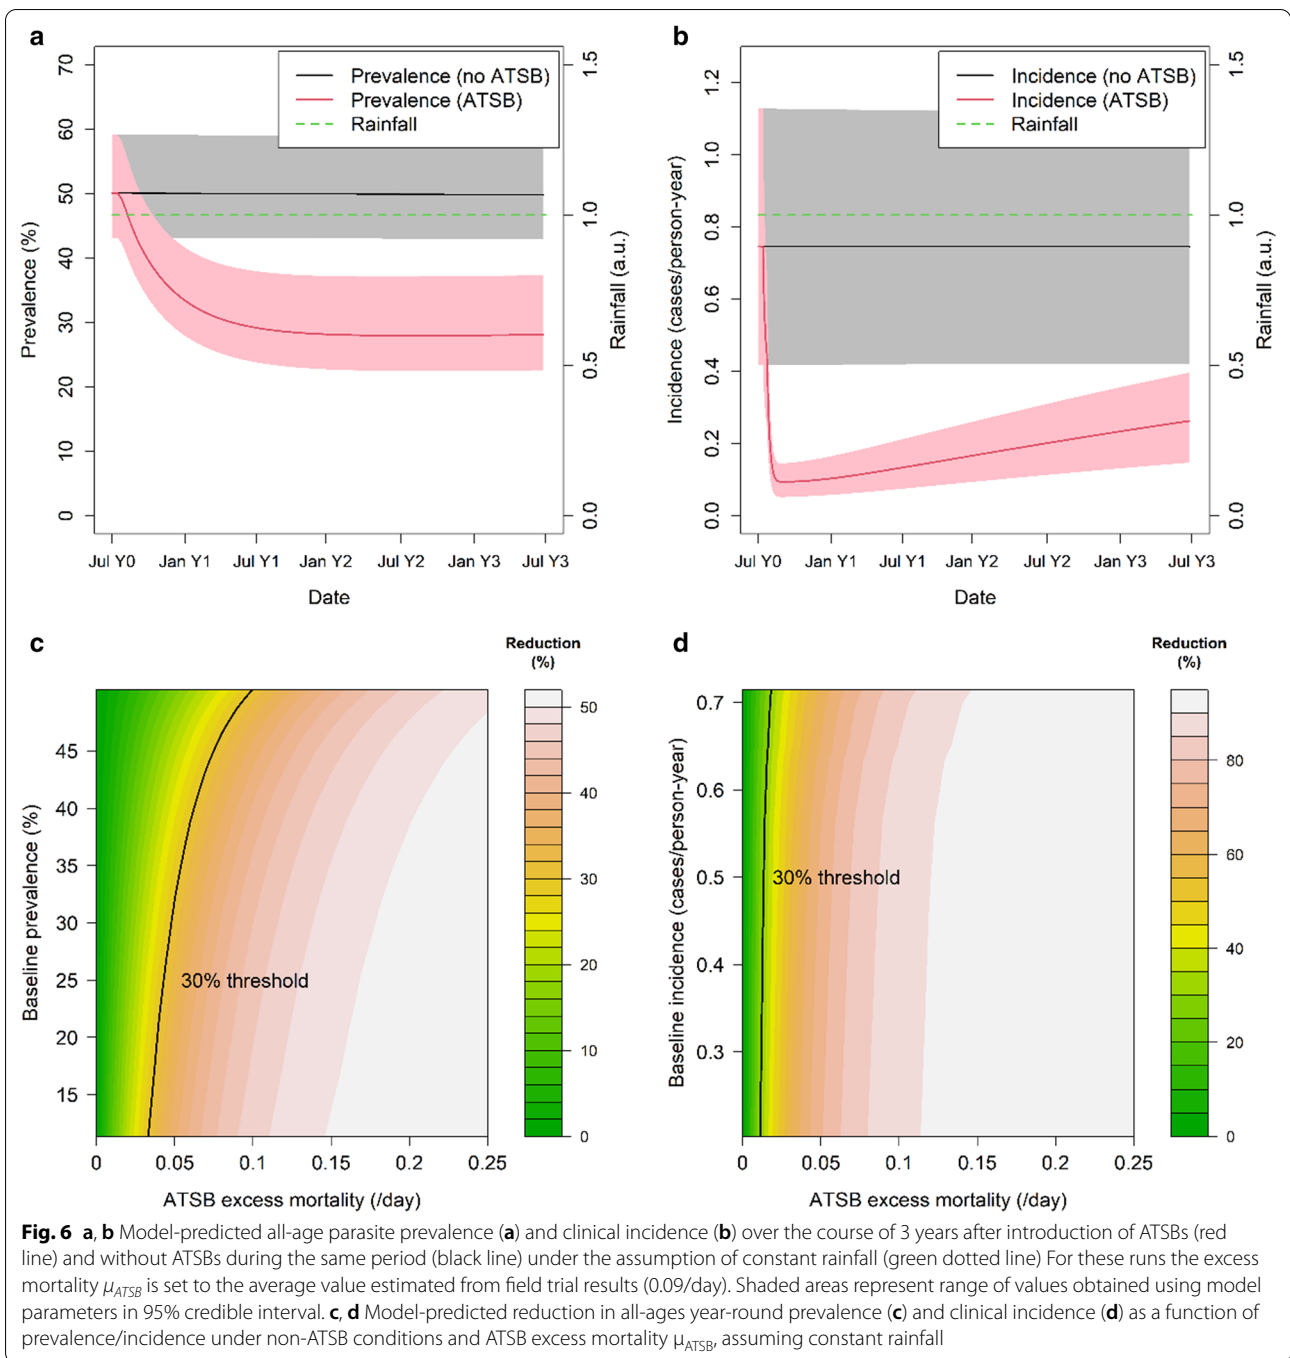 a
Prevalence (no ATSB)
Prevalence (ATSB)
Rainfall
70
60
50
40
30
20
10
0
Prevalence (%)
1.5
1.0
0.5
0.0
Rainfall (a.u.)
Jul Y0 Jan Y1 Jul Y1 Jan Y2 Jul Y2 Jan Y3 Jul Y3
Date
b
Incidence (no ATSB)
Incidence (ATSB)
Rainfall
1.2
1.0
0.8
0.6
0.4
0.2
0.0
Incidence (cases/person-year)
1.5
1.0
0.5
0.0
Rainfall (a.u.)
Jul Y0 Jan Y1 Jul Y1 Jan Y2 Jul Y2 Jan Y3 Jul Y3
Date
c
Reduction
(%)
45
40
35
30
25
20
15
Baseline prevalence (%)
30% threshold
50
40
30
20
10
0
0 0.05 0.1 0.15 0.2 0.25
ATSB excess mortality (/day)
d
Reduction
(%)
0.7
0.6
0.5
0.4
0.3
Baseline incidence (cases/person-year)
30% threshold
80
60
40
20
0
0 0.05 0.1 0.15 0.2 0.25
ATSB excess mortality (/day)
Fig. 6 a, b Model-predicted all-age parasite prevalence (a) and clinical incidence (b) over the course of 3 years after introduction of ATSBs (red
line) and without ATSBs during the same period (black line) under the assumption of constant rainfall (green dotted line) For these runs the excess
mortality μATSB is set to the average value estimated from field trial results (0.09/day). Shaded areas represent range of values obtained using model
parameters in 95% credible interval. c, d Model-predicted reduction in all-ages year-round prevalence (c) and clinical incidence (d) as a function of
prevalence/incidence under non-ATSB conditions and ATSB excess mortality μATSB, assuming constant rainfall